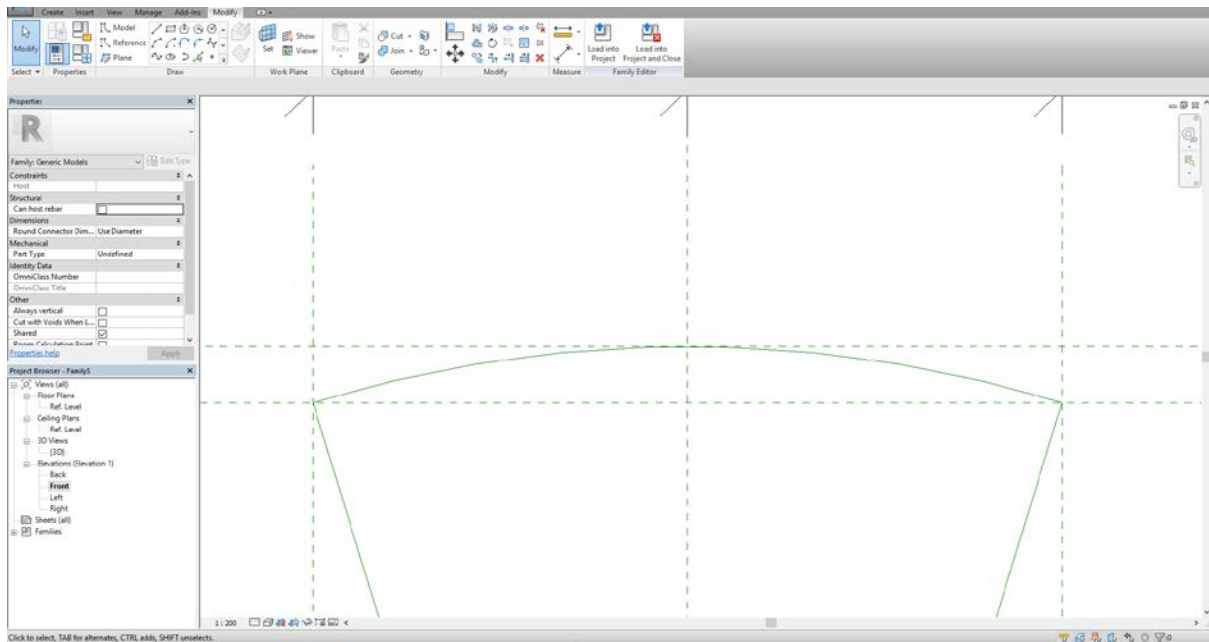 Create Insert View Manage Add-Ins Modify
Model
Reference
Plane
Modify
Set
Show
Viewer
Paste
Cut
Join
Load into Project
Load into Project and Close
Select Properties Draw Work Plane Clipboard Geometry Modify Measure Family Editor
Properties
R
Family: Generic Models Edit Type
Constraints
Host
Structural
Can host rebar
Dimensions
Round Connector Dim... Use Diameter
Mechanical
Part Type Undefined
Identity Data
OmniClass Number
OmniClass Title
Other
Always vertical
Cut with Voids When L...
Shared
Room Calculation Point
Properties help Apply
Project Browser - Family5
Views (all)
Floor Plans
Ref. Level
Ceiling Plans
Ref. Level
3D Views
{3D}
Elevations (Elevation 1)
Back
Front
Left
Right
Sheets (all)
Families
1 : 200
Click to select, TAB for alternates, CTRL adds, SHIFT unselects.
:0